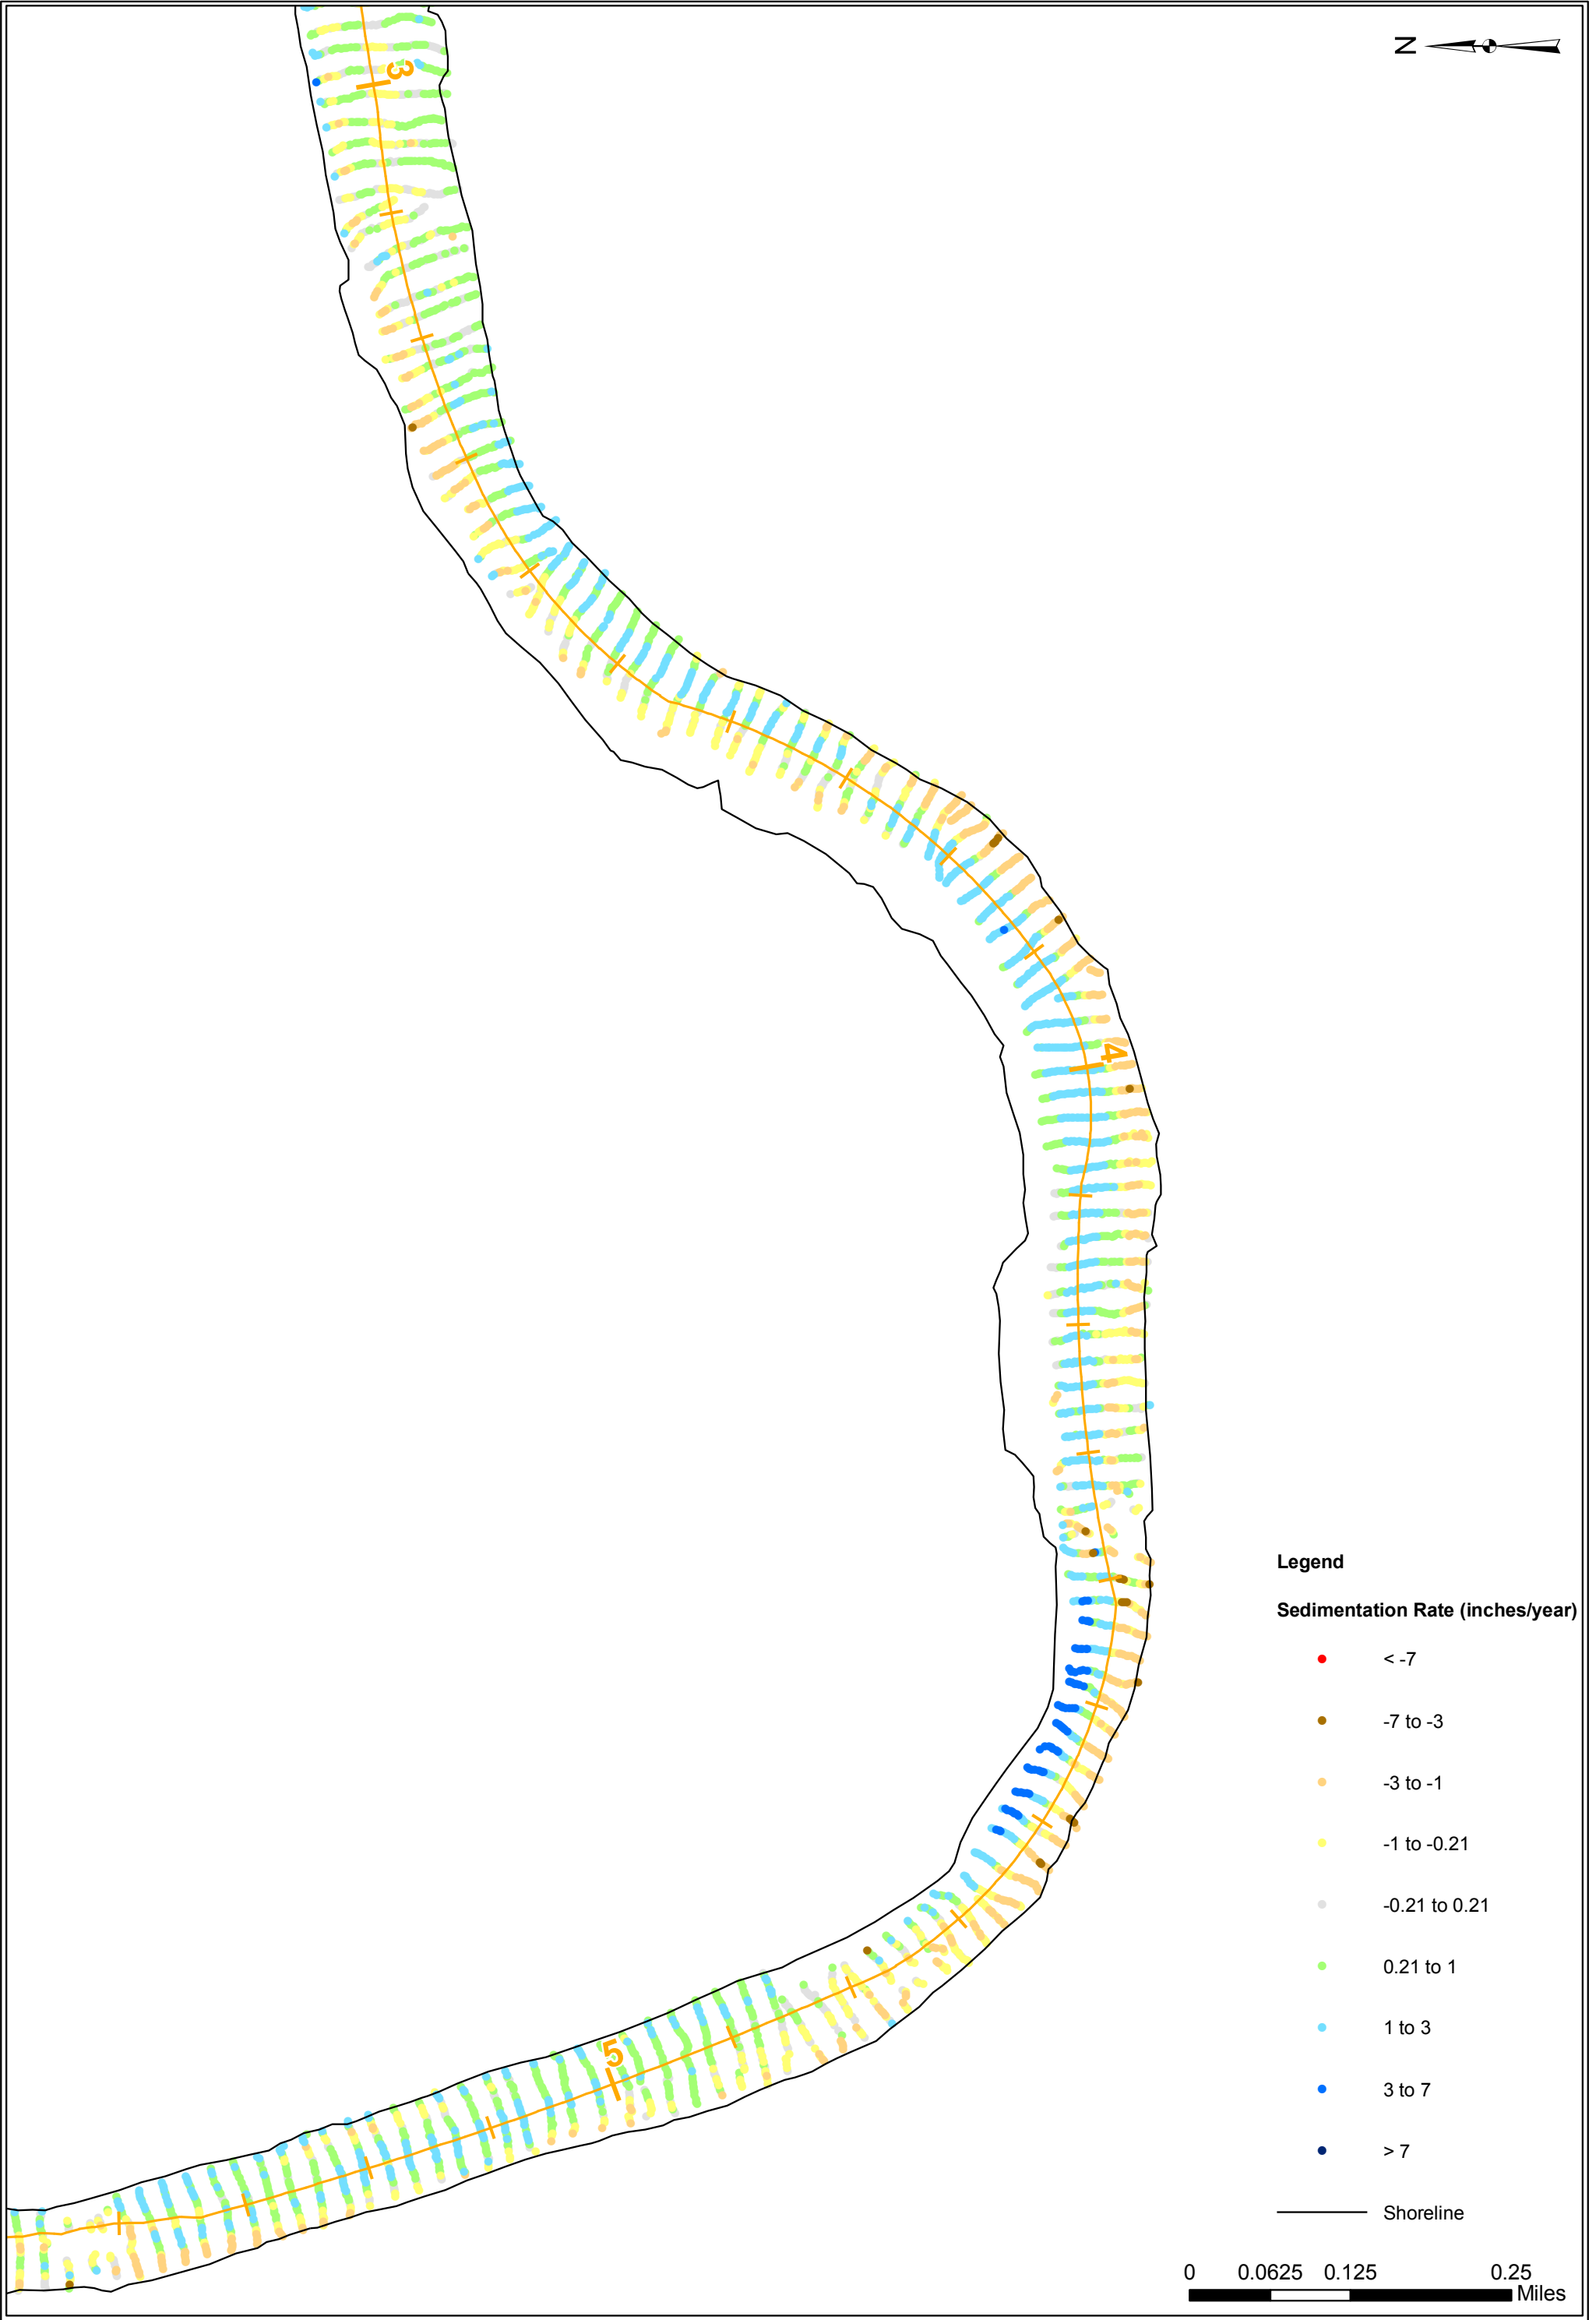 N
3
4
5
Legend
Sedimentation Rate (inches/year)
< -7
-7 to -3
-3 to -1
-1 to -0.21
-0.21 to 0.21
0.21 to 1
1 to 3
3 to 7
> 7
Shoreline
0 0.0625 0.125 0.25
Miles